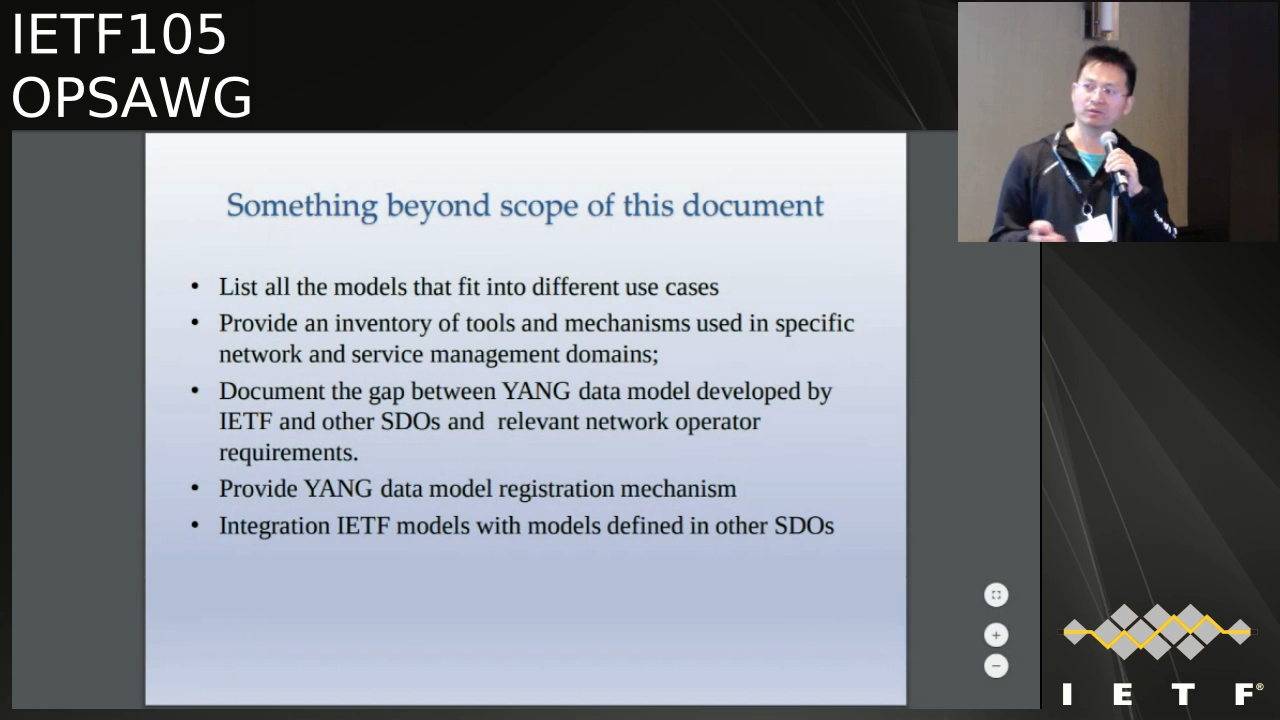 IETF105
OPSAWG
Something beyond scope of this document
• List all the models that fit into different use cases
• Provide an inventory of tools and mechanisms used in specific
network and service management domains;
• Document the gap between YANG data model developed by
IETF and other SDOs and  relevant network operator
requirements.
• Provide YANG data model registration mechanism
• Integration IETF models with models defined in other SDOs
I E T F®